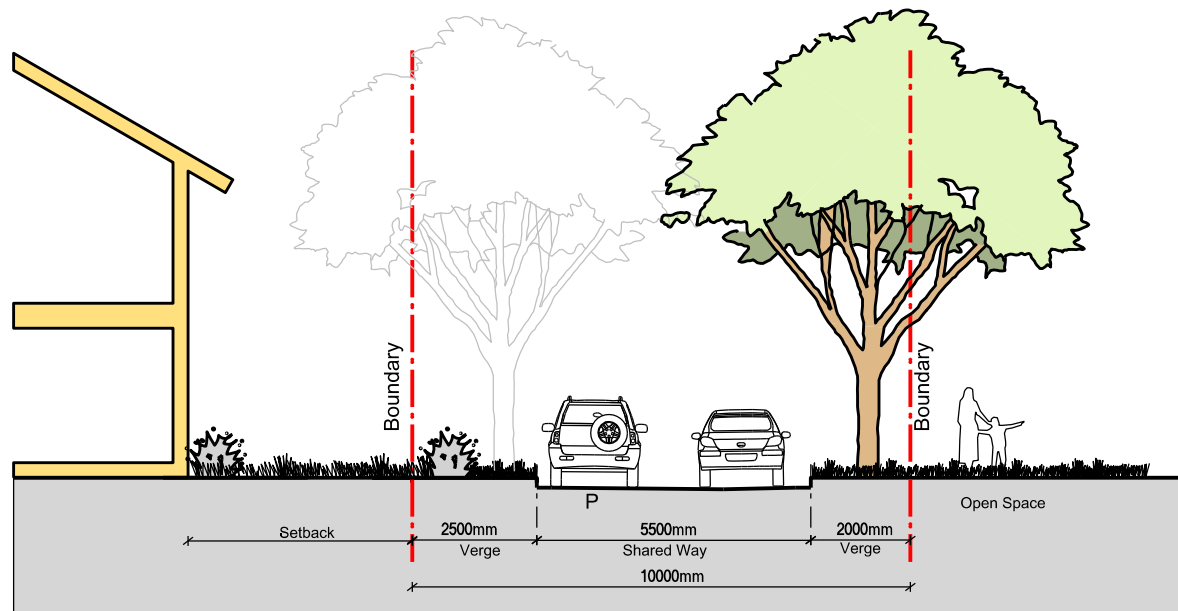 Boundary
Boundary
P
Open Space
Setback
2500mm
Verge
5500mm
Shared Way
2000mm
Verge
10000mm